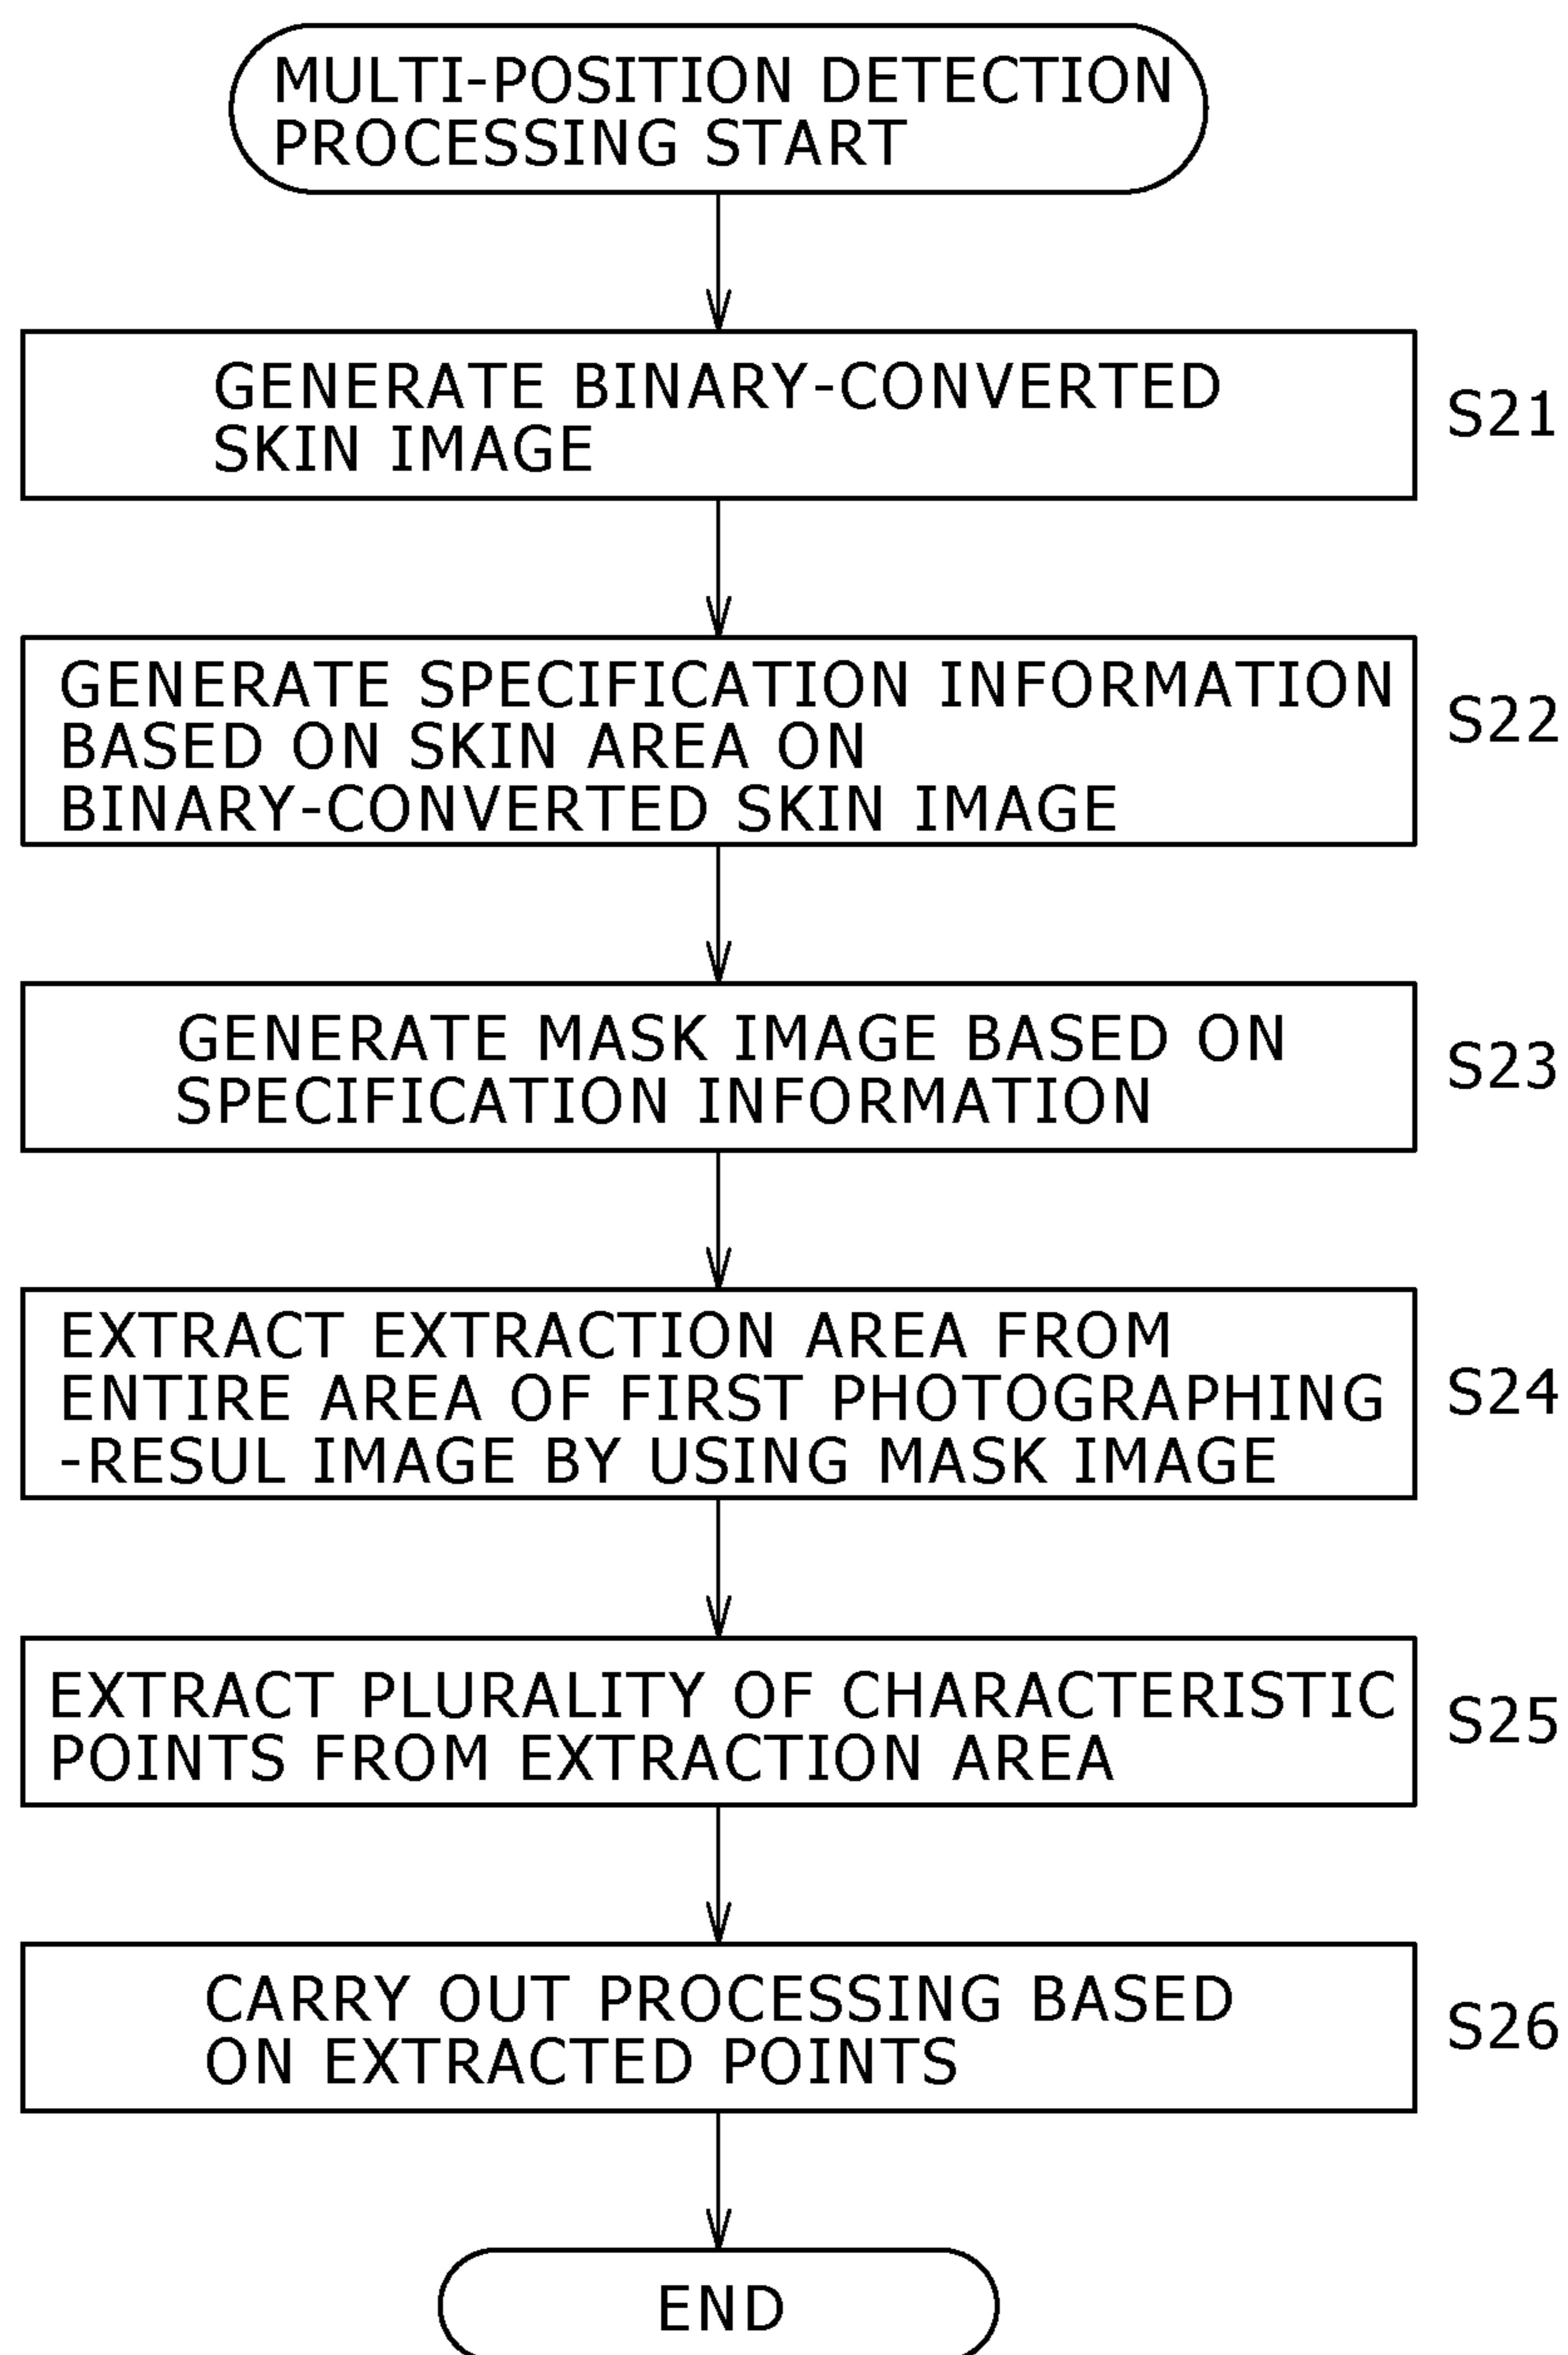 MULTI-POSITION DETECTION
PROCESSING START
GENERATE BINARY-CONVERTED
SKIN IMAGE
S21
GENERATE SPECIFICATION INFORMATION
BASED ON SKIN AREA ON
BINARY-CONVERTED SKIN IMAGE
S22
GENERATE MASK IMAGE BASED ON
SPECIFICATION INFORMATION
S23
EXTRACT EXTRACTION AREA FROM
ENTIRE AREA OF FIRST PHOTOGRAPHING
-RESUL IMAGE BY USING MASK IMAGE
S24
EXTRACT PLURALITY OF CHARACTERISTIC
POINTS FROM EXTRACTION AREA
S25
CARRY OUT PROCESSING BASED
ON EXTRACTED POINTS
S26
END